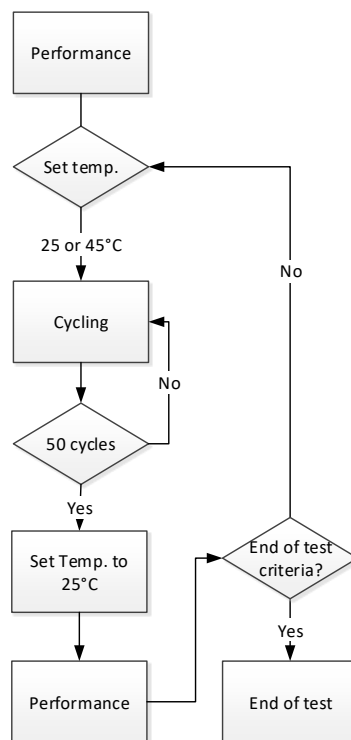 Performance
Set temp.
25 or 45°C
No
Cycling
No
50 cycles
Yes
Set Temp. to
25°C
End of test
criteria?
Yes
Performance
End of test